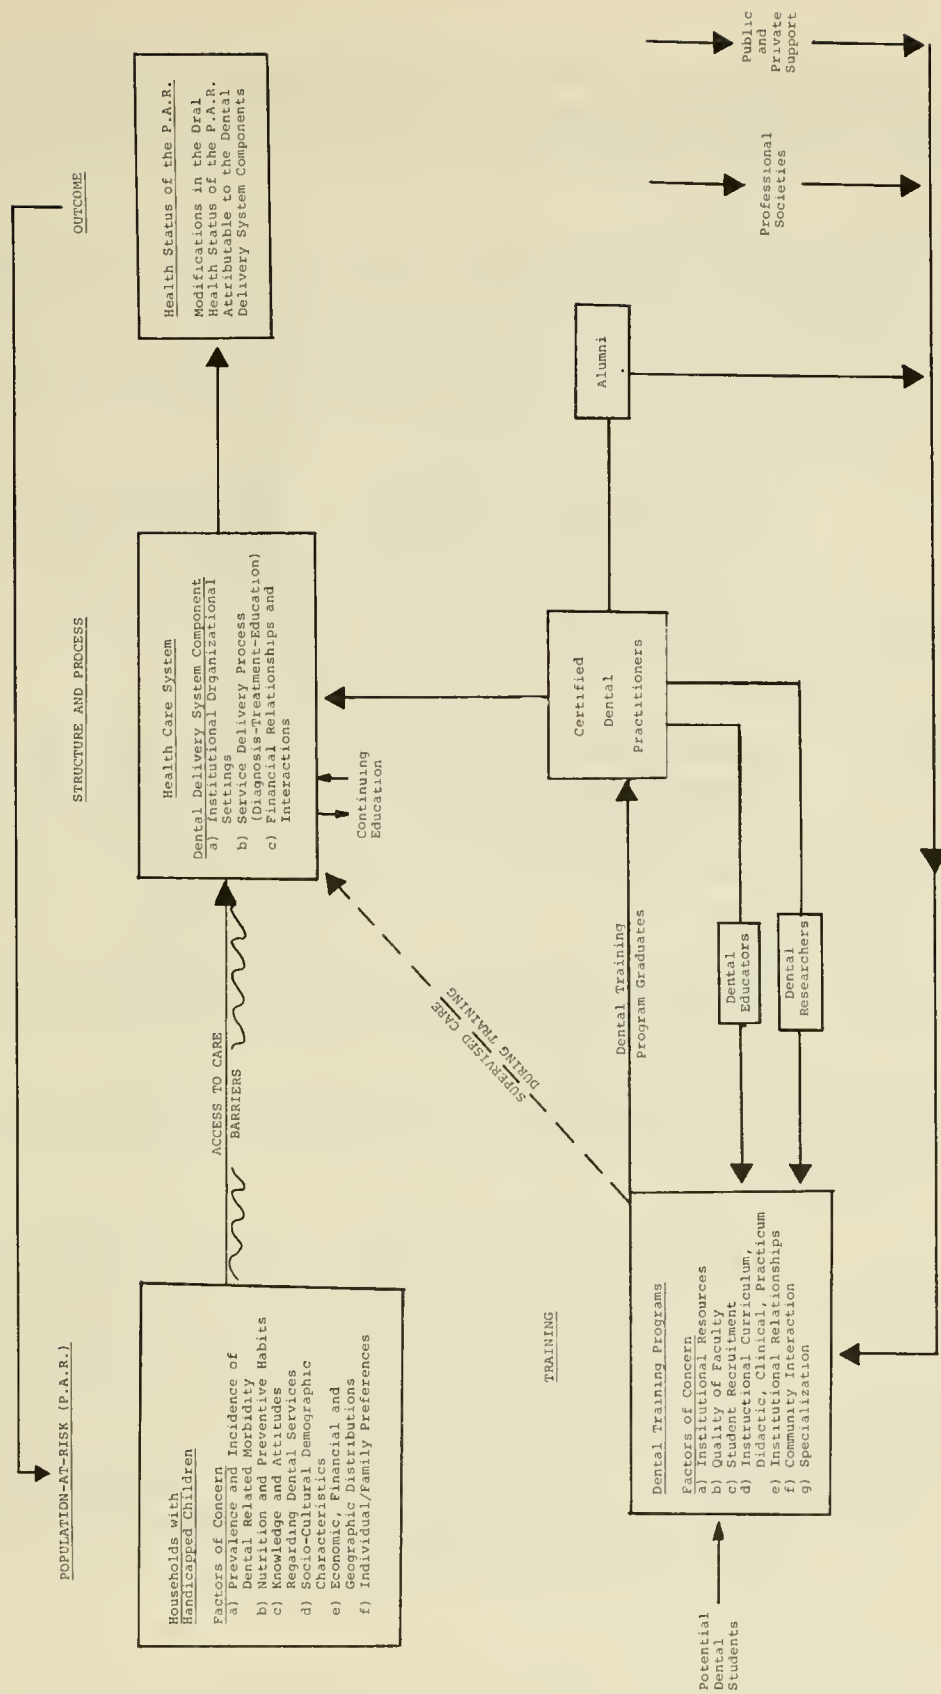 POPULATION-AT-RISK (P.A.R.)
STRUCTURE AND PROCESS
OUTCOME
Households with
Handicapped Children
Factors of Concern
a) Prevalence and Incidence of
Dental Related Morbidity
b) Nutrition and Preventive Habits
c) Knowledge and Attitudes
Regarding Dental Services
d) Socio-Cultural Demographic
Characteristics
e) Economic, Financial and
Geographic Distributions
f) Individual/Family Preferences
ACCESS TO CARE
BARRIERS
Health Care System
Dental Delivery System Component
a) Institutional Organizational
Settings
b) Service Delivery Process
(Diagnosis-Treatment-Education)
c) Financial Relationships and
Interactions
Health Status of the P.A.R.
Modifications in the Dral
Health Status of the P.A.R.
Attributable to the Dental
Delivery System Components
Continuing
Education
SUPERVISED CARE
DURING TRAINING
TRAINING
Potential
Dental
Students
Dental Training Programs
Factors of Concern
a) Institutional Resources
b) Quality of Faculty
c) Student Recruitment
d) Instructional Curriculum,
Didactic, Clinical, Practicum
e) Institutional Relationships
f) Community Interaction
g) Specialization
Dental Training
Program Graduates
Dental
Educators
Dental
Researchers
Certified
Dental
Practitioners
Alumni
Professional
Societies
Public
and
Private
Support